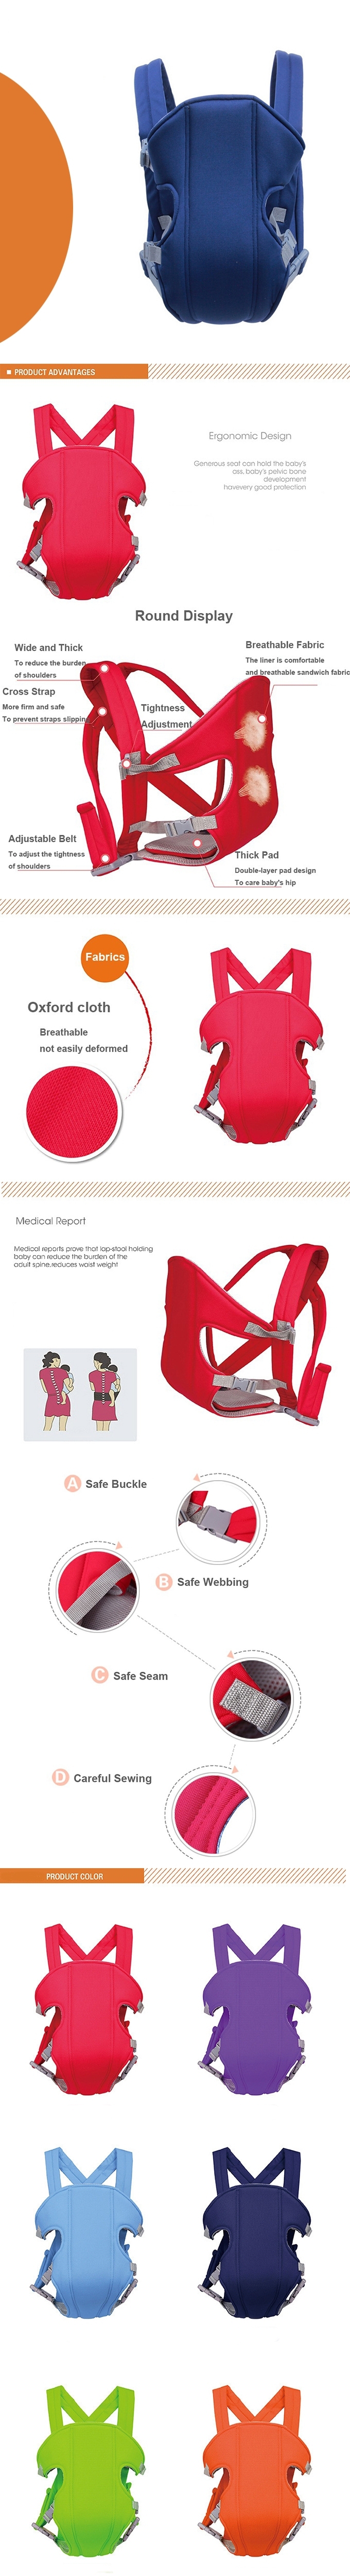 PRODUCT ADVANTAGES
Ergonomic Design
Generous seat can hold the baby's
ass, baby's pelvic bone
development
havevery good protection
Round Display
Wide and Thick
To reduce the burden
of shoulders
Breathable Fabric
The liner is comfortable
and breathable sandwich fabric
Cross Strap
More firm and safe
To prevent straps slippin
Tightness
Adjustment
Adjustable Belt
To adjust the tightness
of shoulders
Thick Pad
Double-layer pad design
To care baby's hip
Fabrics
Oxford cloth
Breathable
not easily deformed
Medical Report
Medical reports prove that lap-stool holding
baby can reduce the burden of the
adult spine,reduces waist weight
A Safe Buckle
B Safe Webbing
C Safe Seam
D Careful Sewing
PRODUCT COLOR